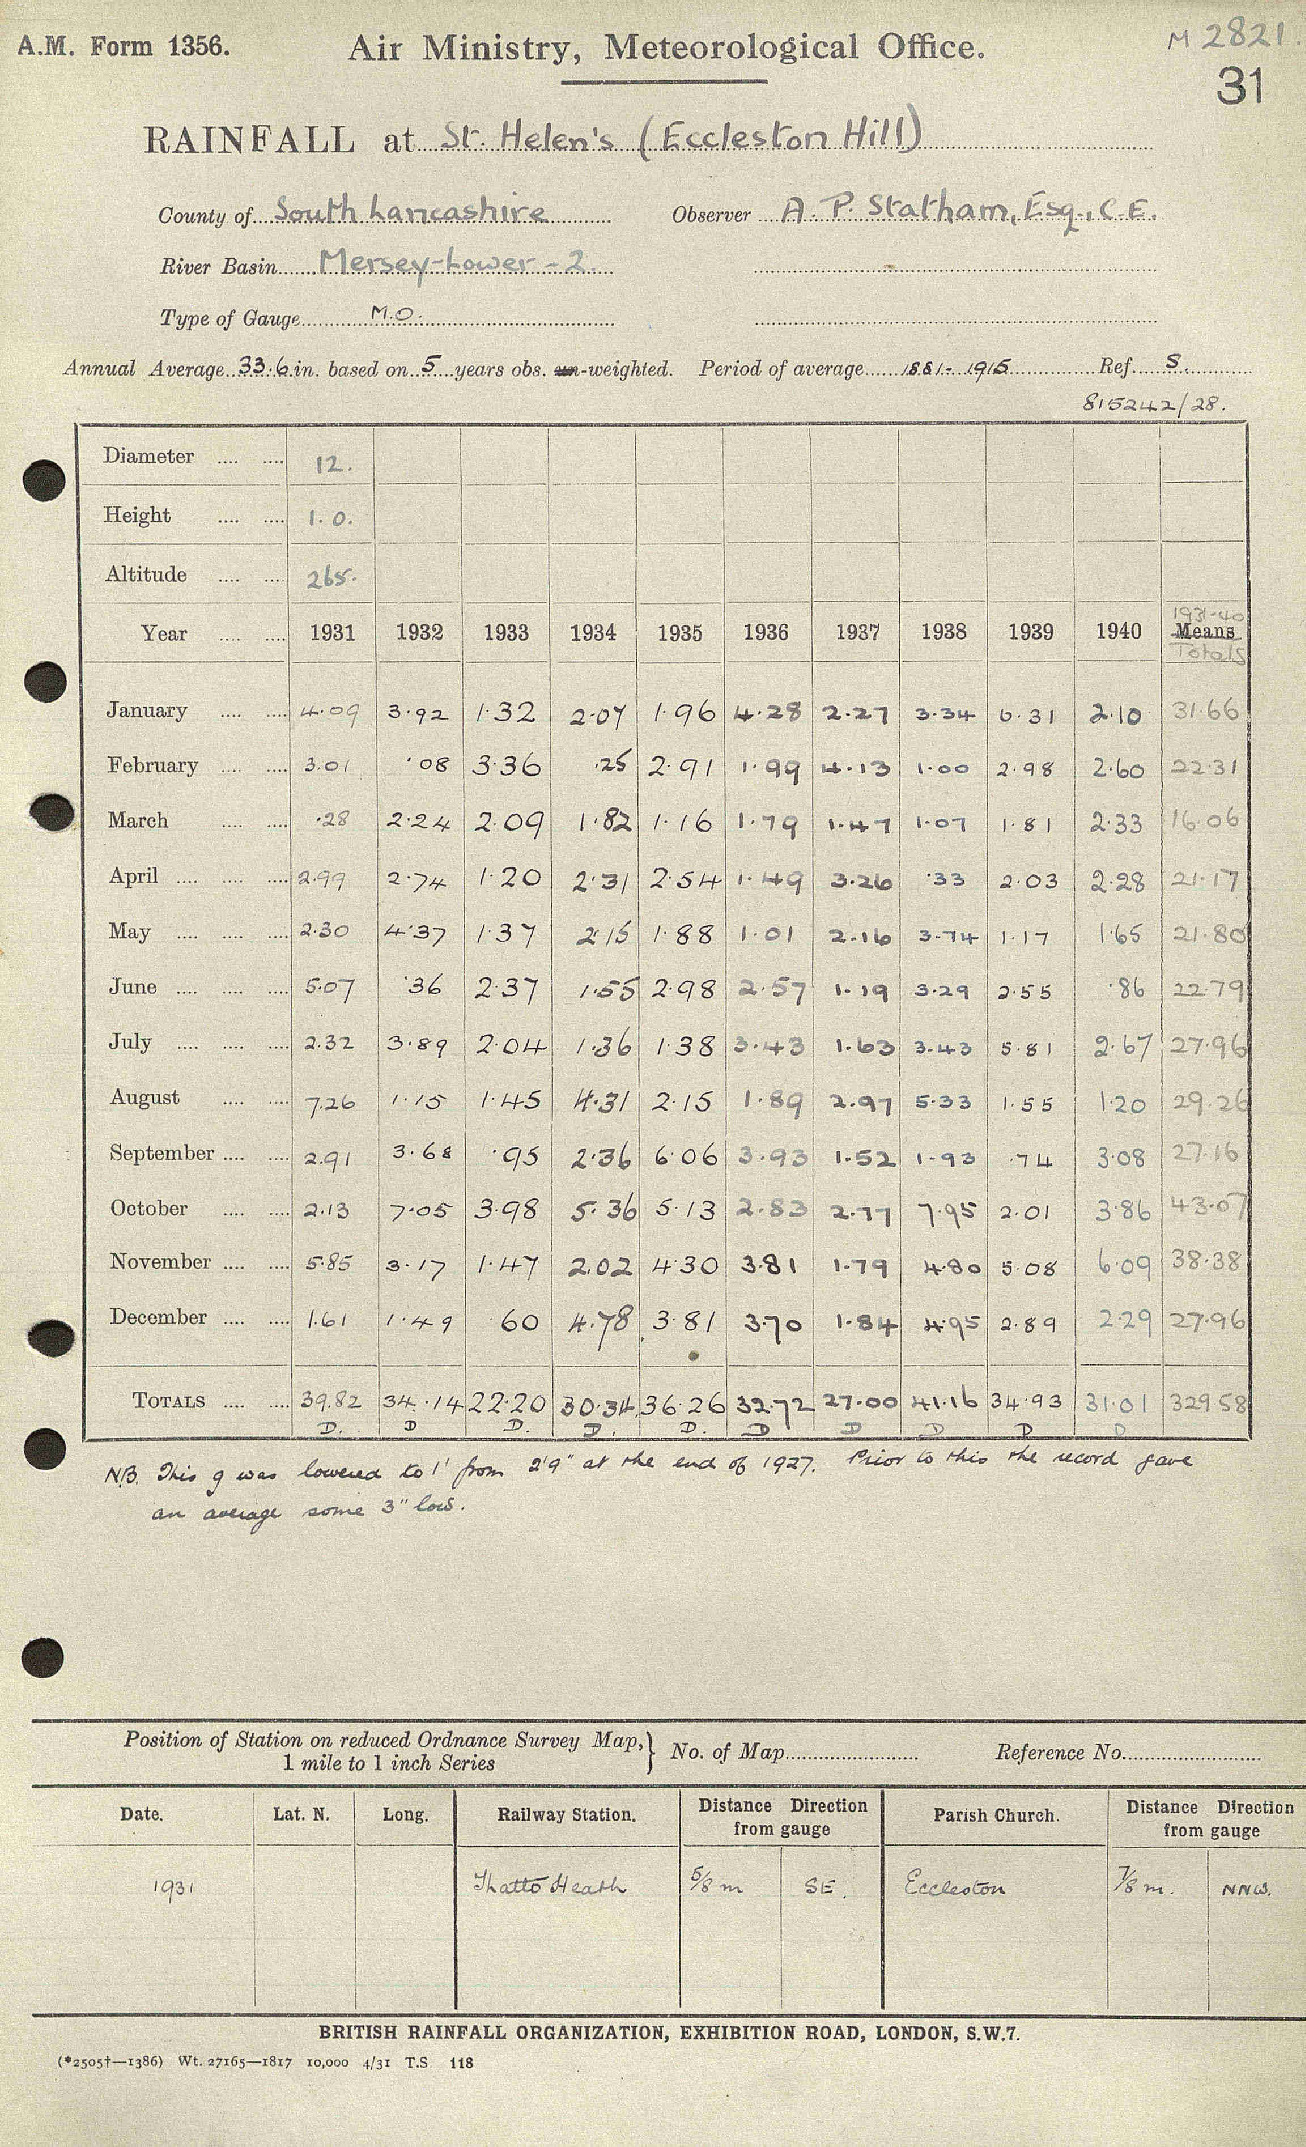 A.M. Form 1356. Air Ministry, Meteorological Office. M 2821.
31
RAINFALL at St. Helen's (Eccleston Hill)
County of South Lancashire Observer A. P. Statham, Esq., C.E.
River Basin Mersey-Lower - 2.
Type of Gauge M.O.
Annual Average 33.6 in. based on 5 years obs. un-weighted. Period of average 1881-1915 Ref. S.
815242/28.
Diameter .... .... 12.
Height .... .... 1. 0.
Altitude .... .... 265.
1931-40
Year .... .... 1931 1932 1933 1934 1935 1936 1937 1938 1939 1940 Means
Totals
January .... .... 4.09 3.92 1.32 2.07 1.96 4.28 2.27 3.34 6.31 2.10 31.66
February .... .... 3.01 .08 3.36 .25 2.91 1.99 4.13 1.00 2.98 2.60 22.31
March .... .... .28 2.24 2.09 1.82 1.16 1.79 1.47 1.07 1.81 2.33 16.06
April .... .... .... 2.99 2.74 1.20 2.31 2.54 1.49 3.26 .33 2.03 2.28 21.17
May .... .... .... 2.30 4.37 1.37 2.15 1.88 1.01 2.16 3.74 1.17 1.65 21.80
June .... .... .... 5.07 .36 2.37 1.55 2.98 2.57 1.19 3.29 2.55 .86 22.79
July .... .... .... 2.32 3.89 2.04 1.36 1.38 3.43 1.63 3.43 5.81 2.67 27.96
August .... .... 7.26 1.15 1.45 4.31 2.15 1.89 2.97 5.33 1.55 1.20 29.26
September .... .... 2.91 3.68 .95 2.36 6.06 3.93 1.52 1.93 .74 3.08 27.16
October .... .... 2.13 7.05 3.98 5.36 5.13 2.83 2.77 7.95 2.01 3.86 43.07
November .... .... 5.85 3.17 1.47 2.02 4.30 3.81 1.79 4.80 5.08 6.09 38.38
December .... .... 1.61 1.49 60 4.78 3.81 3.70 1.84 4.95 2.89 2.29 27.96
TOTALS .... .... 39.82 34.14 22.20 30.34 36.26 32.72 27.00 41.16 34.93 31.01 329.58
D. D D. D. D. D D D D D
N.B. This g was lowered to 1' from 2'9" at the end of 1927. Prior to this the record gave
an average some 3" low.
Position of Station on reduced Ordnance Survey Map, 1 mile to 1 inch Series } No. of Map Reference No.
Date. Lat. N. Long. Railway Station. Distance Direction from gauge Parish Church. Distance Direction from gauge
1931 Thatto Heath 5/8 m SE. Eccleston 7/8 m. NNW.
BRITISH RAINFALL ORGANIZATION, EXHIBITION ROAD, LONDON, S.W.7.
(*2505†—1386) Wt. 27165—1817 10,000 4/31 T.S 118